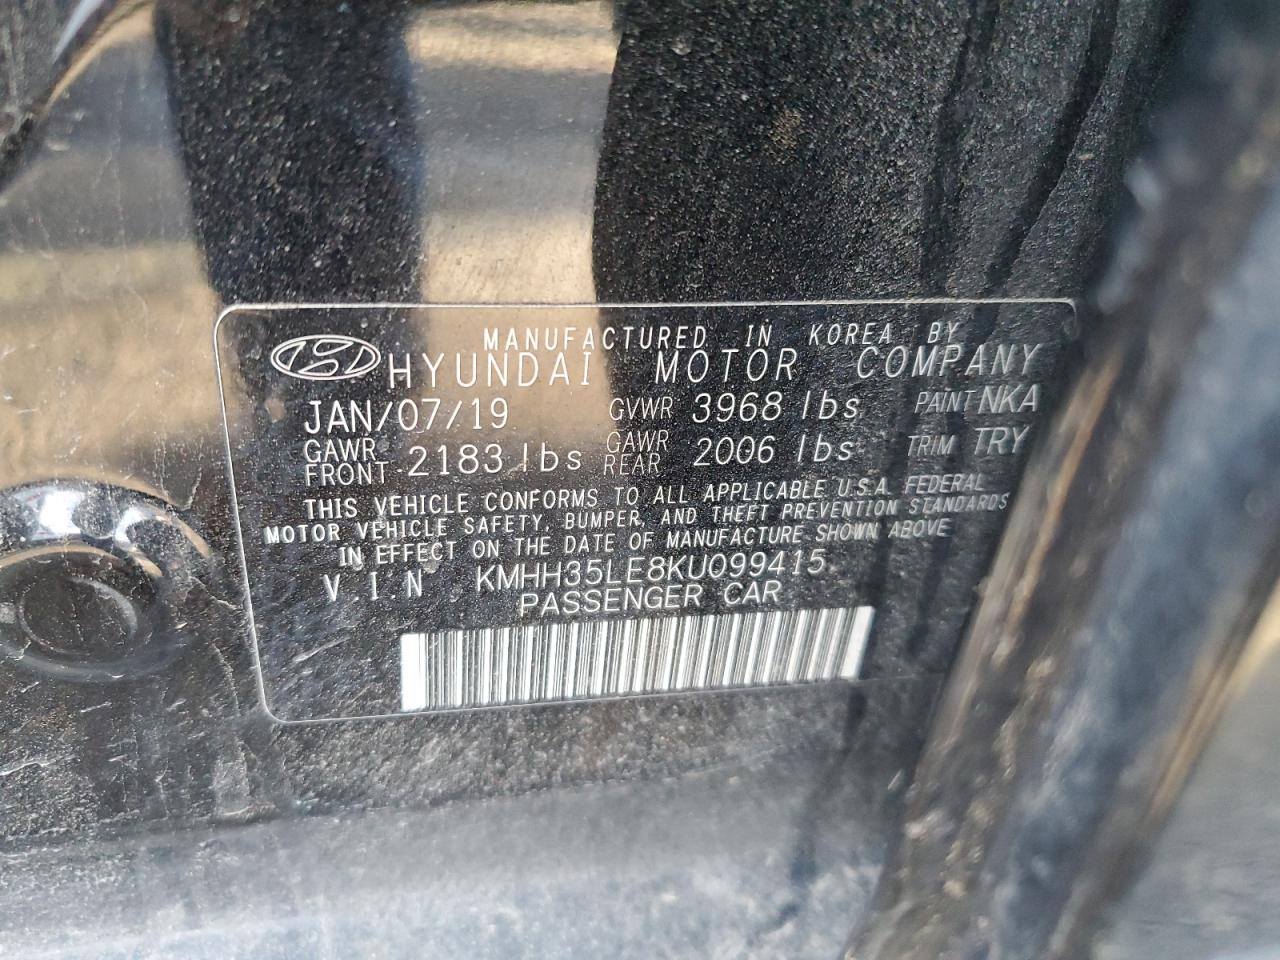 MANUFACTURED IN KOREA BY
HYUNDAI MOTOR COMPANY
JAN/07/19 GVWR 3968 lbs PAINT NKA
GAWR FRONT 2183 lbs GAWR REAR 2006 lbs TRIM TRY
THIS VEHICLE CONFORMS TO ALL APPLICABLE U.S.A. FEDERAL
MOTOR VEHICLE SAFETY, BUMPER, AND THEFT PREVENTION STANDARDS
IN EFFECT ON THE DATE OF MANUFACTURE SHOWN ABOVE
V.I.N KMHH35LE8KU099415
PASSENGER CAR